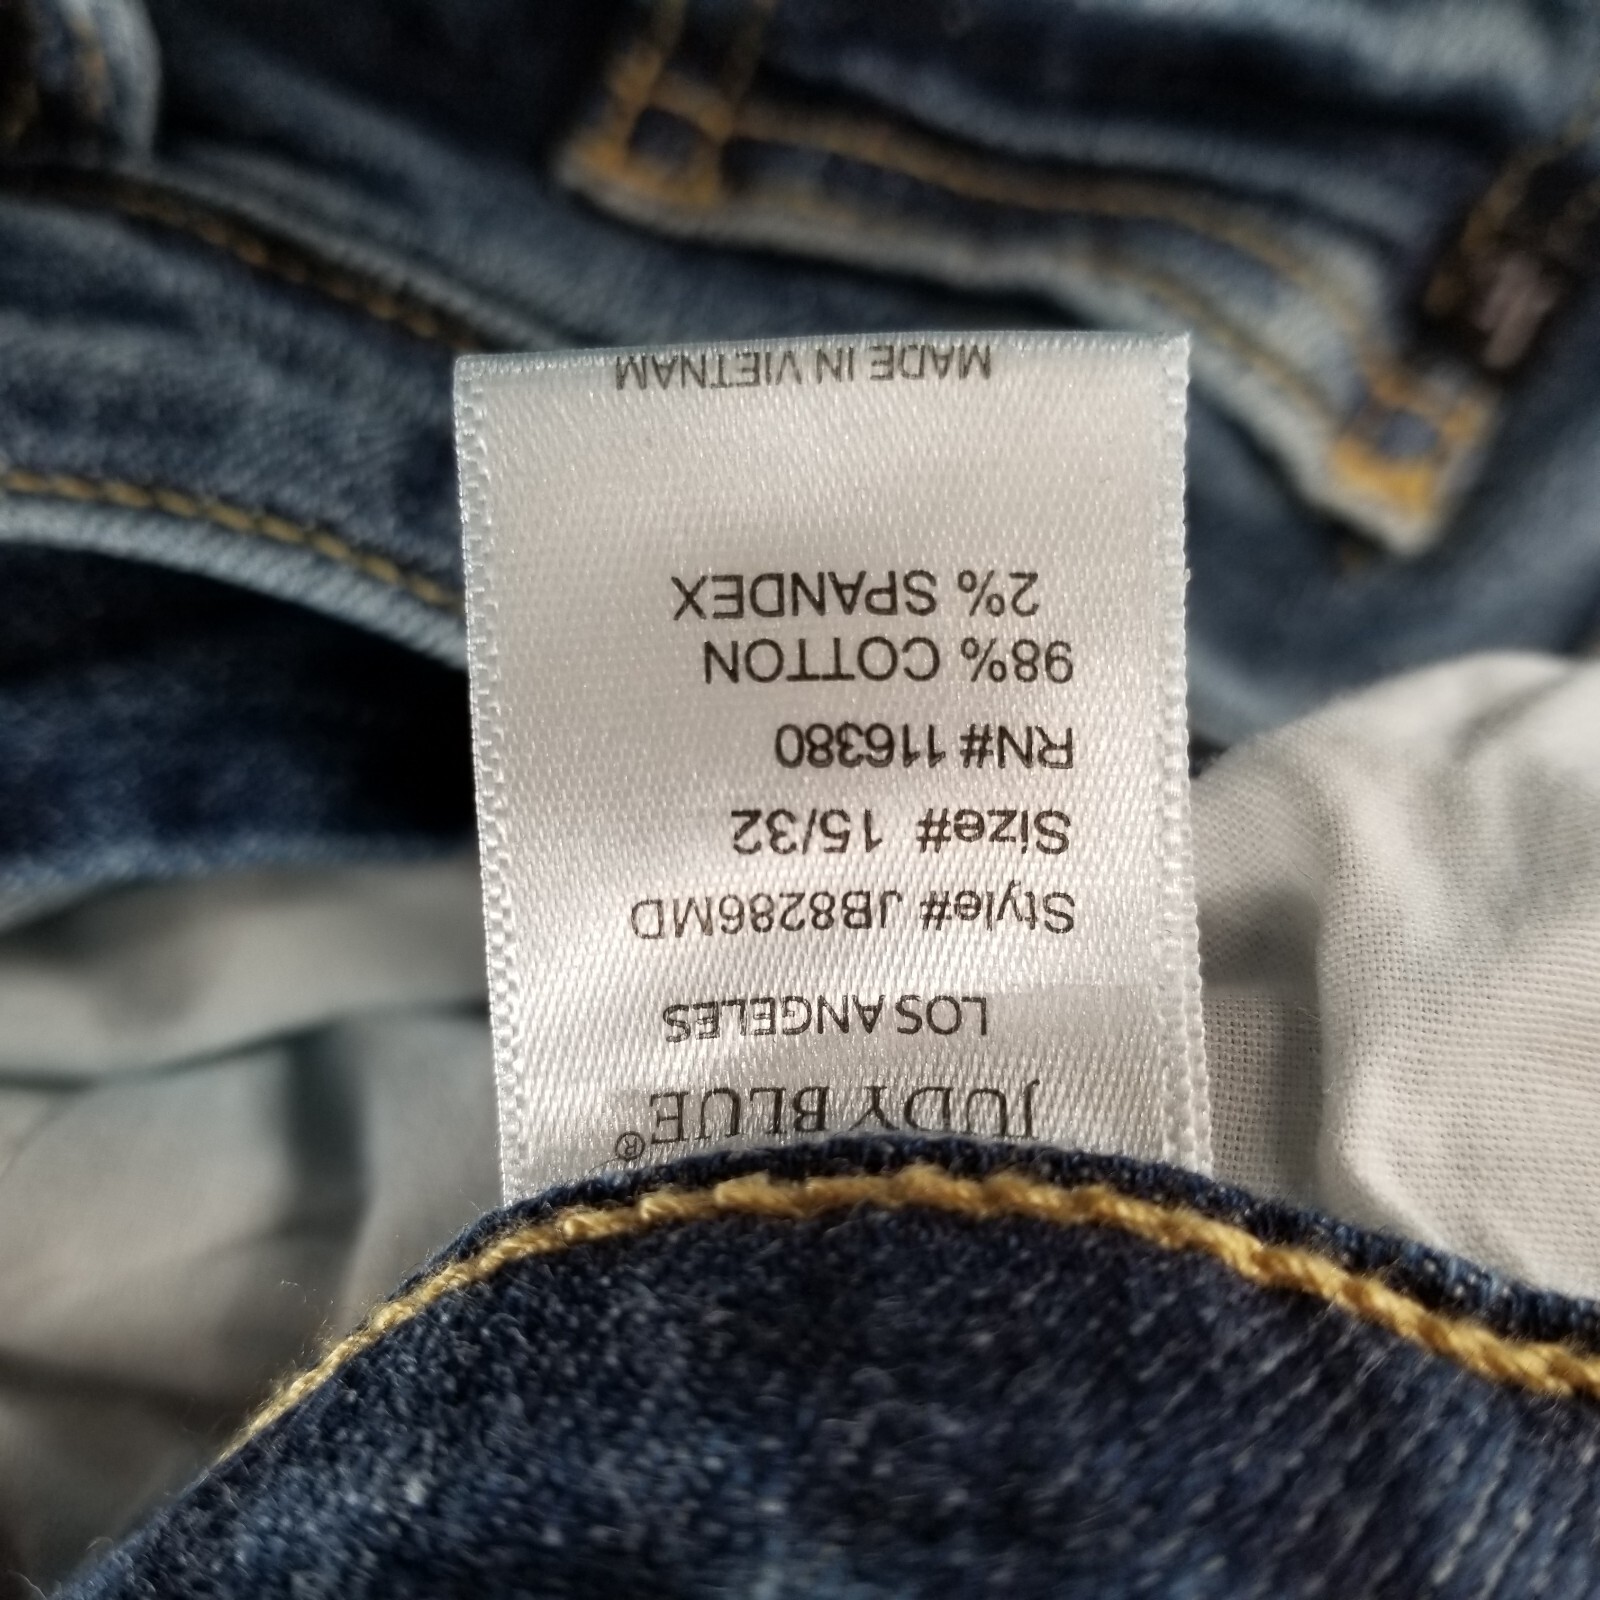 JUDY BLUE®
LOS ANGELES
Style# JB8286MD
Size# 15/32
RN# 116380
98% COTTON
2% SPANDEX
MADE IN VIETNAM